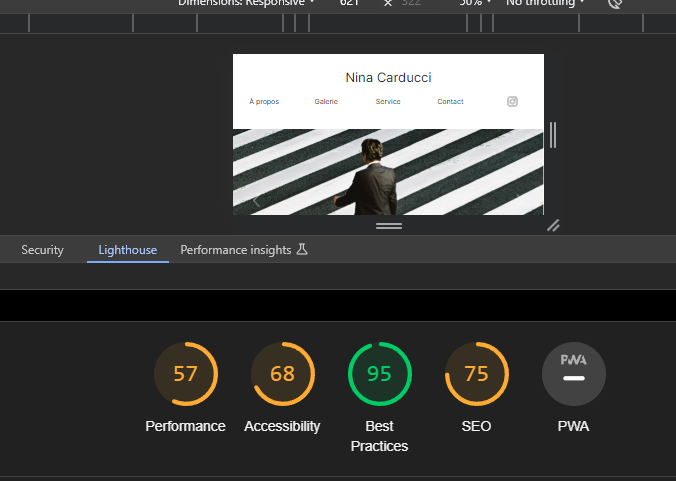 Dimensions: Responsive 621 × 322 50% No throttling
Nina Carducci
À propos Galerie Service Contact
Security Lighthouse Performance insights
57 68 95 75 PWA
Performance Accessibility Best Practices SEO PWA